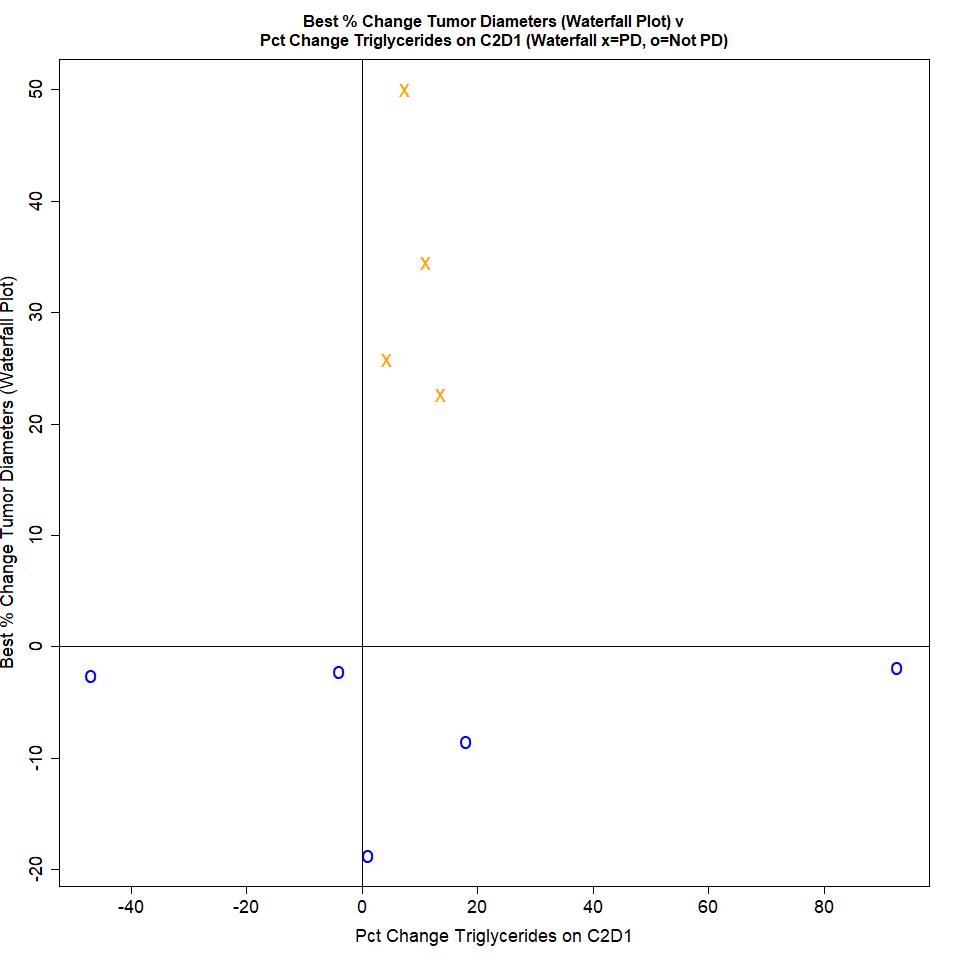 Best % Change Tumor Diameters (Waterfall Plot) v
Pct Change Triglycerides on C2D1 (Waterfall x=PD, o=Not PD)
Best % Change Tumor Diameters (Waterfall Plot)
50
40
30
20
10
0
-10
-20
X
X
X
X
O
O
O
O
O
-40 -20 0 20 40 60 80
Pct Change Triglycerides on C2D1